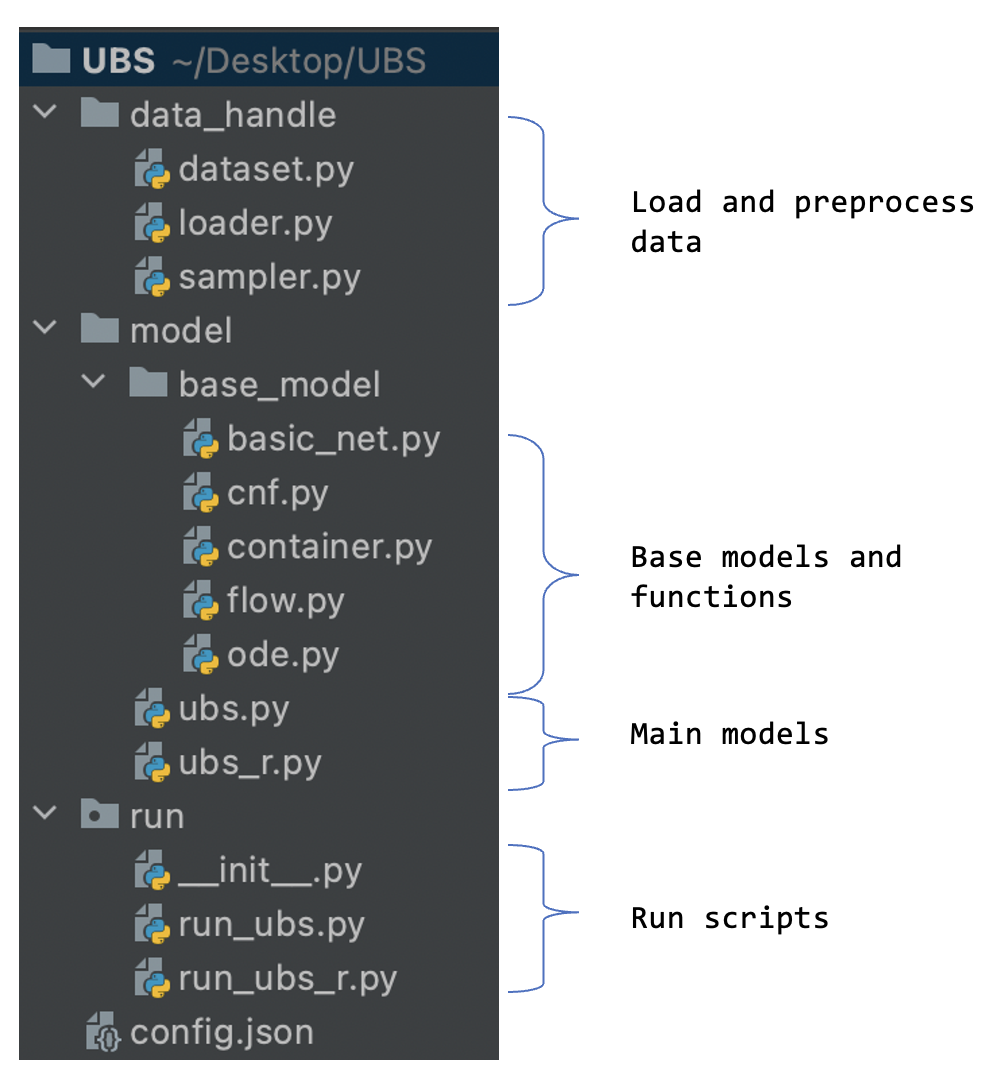 UBS ~/Desktop/UBS
data_handle
dataset.py
loader.py
sampler.py
model
base_model
basic_net.py
cnf.py
container.py
flow.py
ode.py
ubs.py
ubs_r.py
run
__init__.py
run_ubs.py
run_ubs_r.py
config.json
Load and preprocess
data
Base models and
functions
Main models
Run scripts